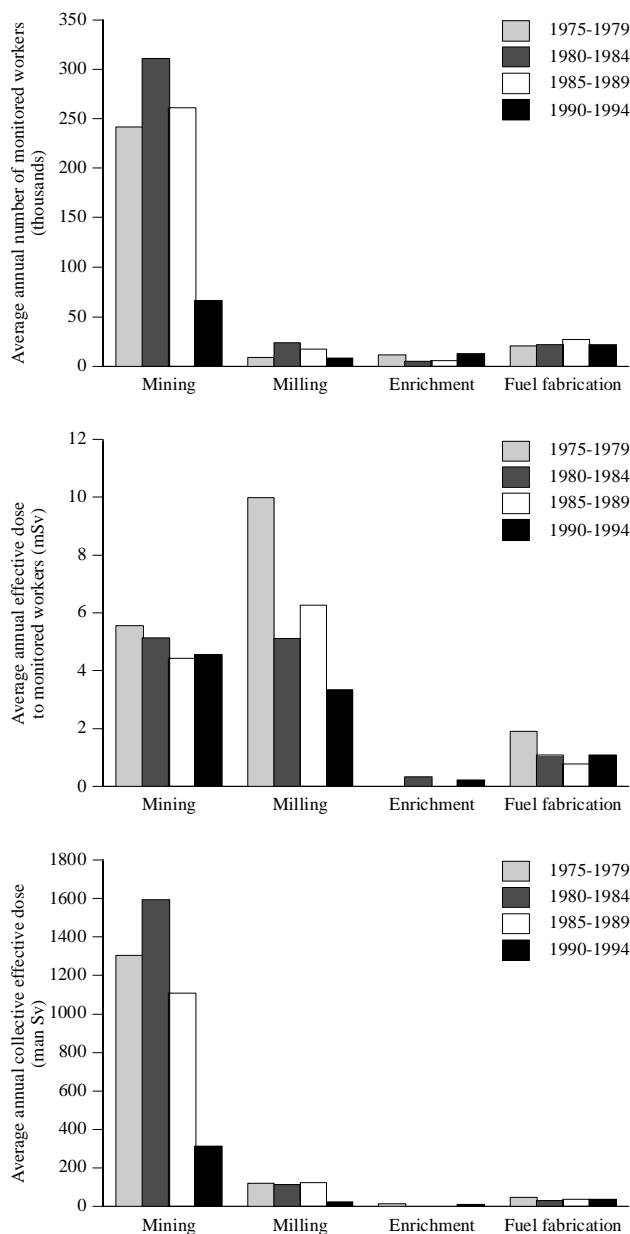 Average annual number of monitored workers
(thousands)
350
300
250
200
150
100
50
0
1975-1979
1980-1984
1985-1989
1990-1994
Mining
Milling
Enrichment
Fuel fabrication
Average annual effective dose
to monitored workers (mSv)
12
10
8
6
4
2
0
1975-1979
1980-1984
1985-1989
1990-1994
Mining
Milling
Enrichment
Fuel fabrication
Average annual collective effective dose
(man Sv)
1800
1600
1400
1200
1000
800
600
400
200
0
1975-1979
1980-1984
1985-1989
1990-1994
Mining
Milling
Enrichment
Fuel fabrication